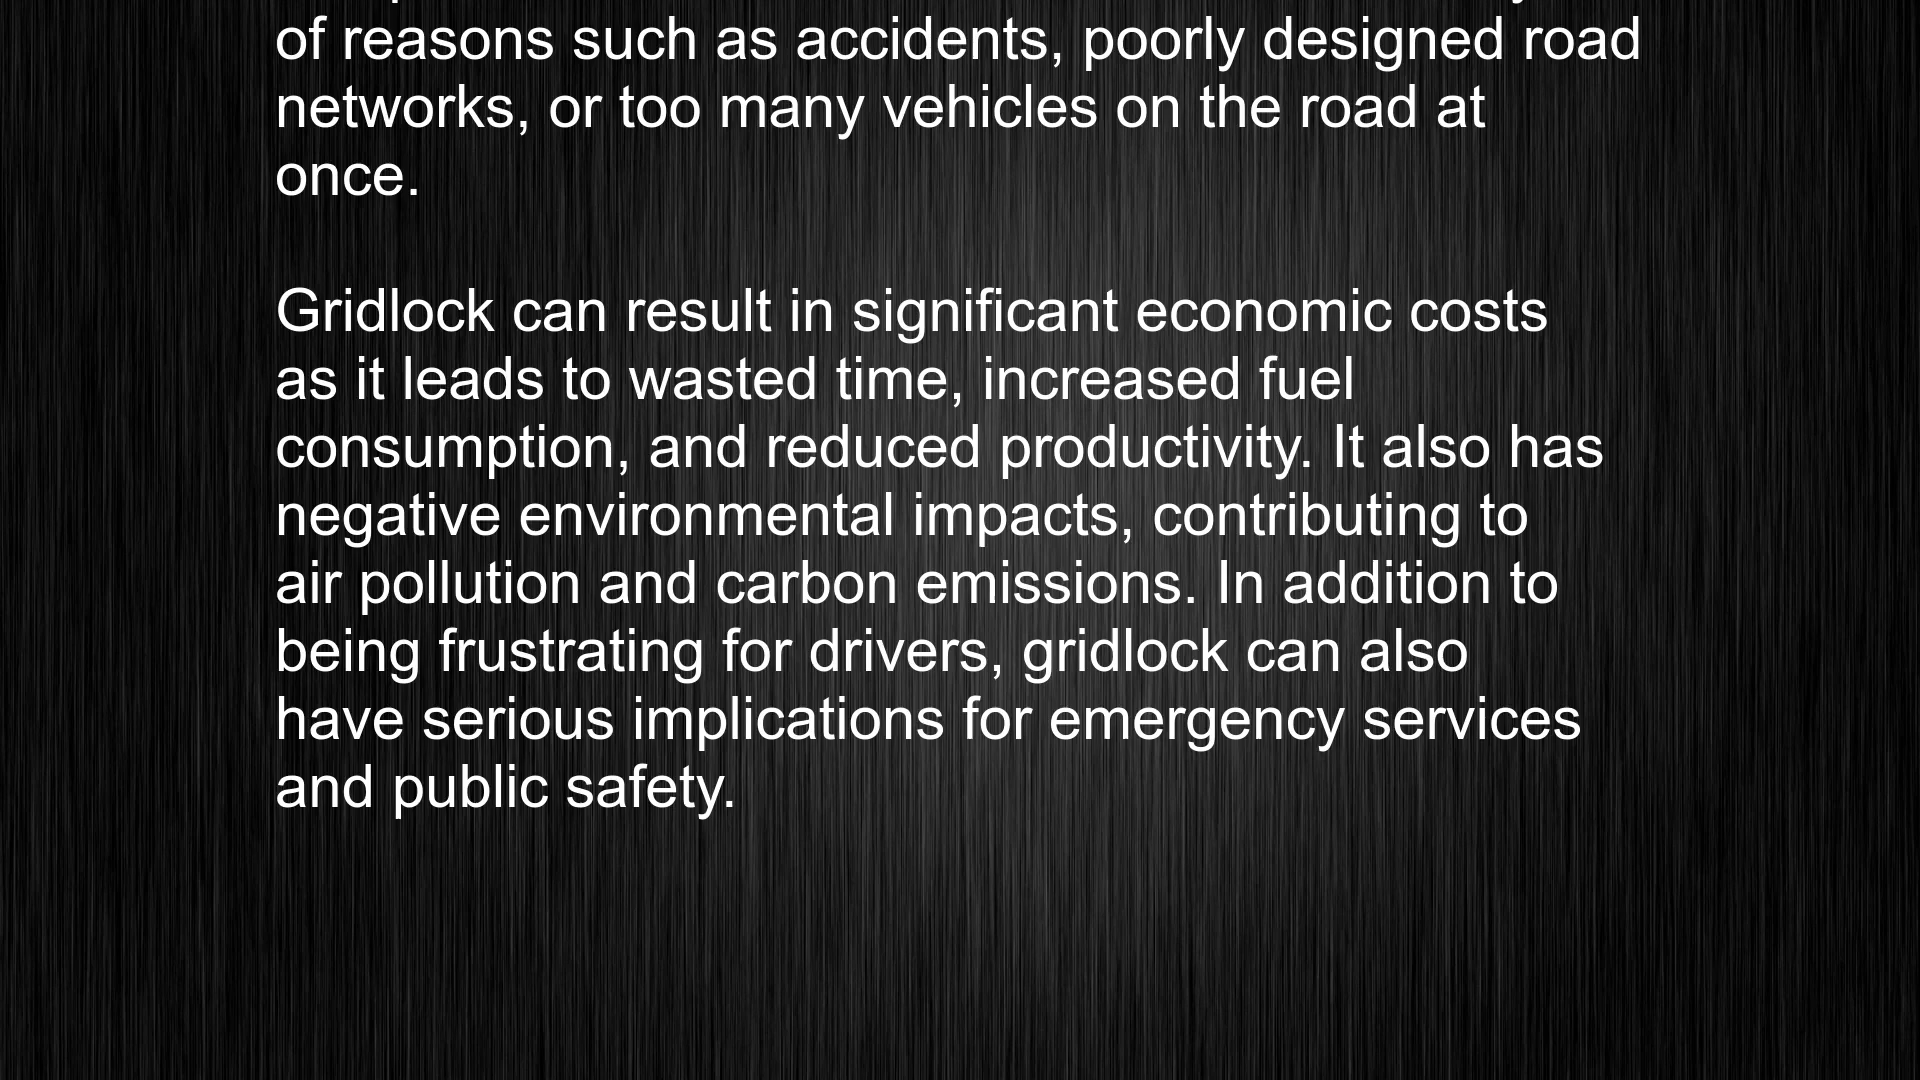 of reasons such as accidents, poorly designed road
networks, or too many vehicles on the road at
once.
Gridlock can result in significant economic costs
as it leads to wasted time, increased fuel
consumption, and reduced productivity. It also has
negative environmental impacts, contributing to
air pollution and carbon emissions. In addition to
being frustrating for drivers, gridlock can also
have serious implications for emergency services
and public safety.